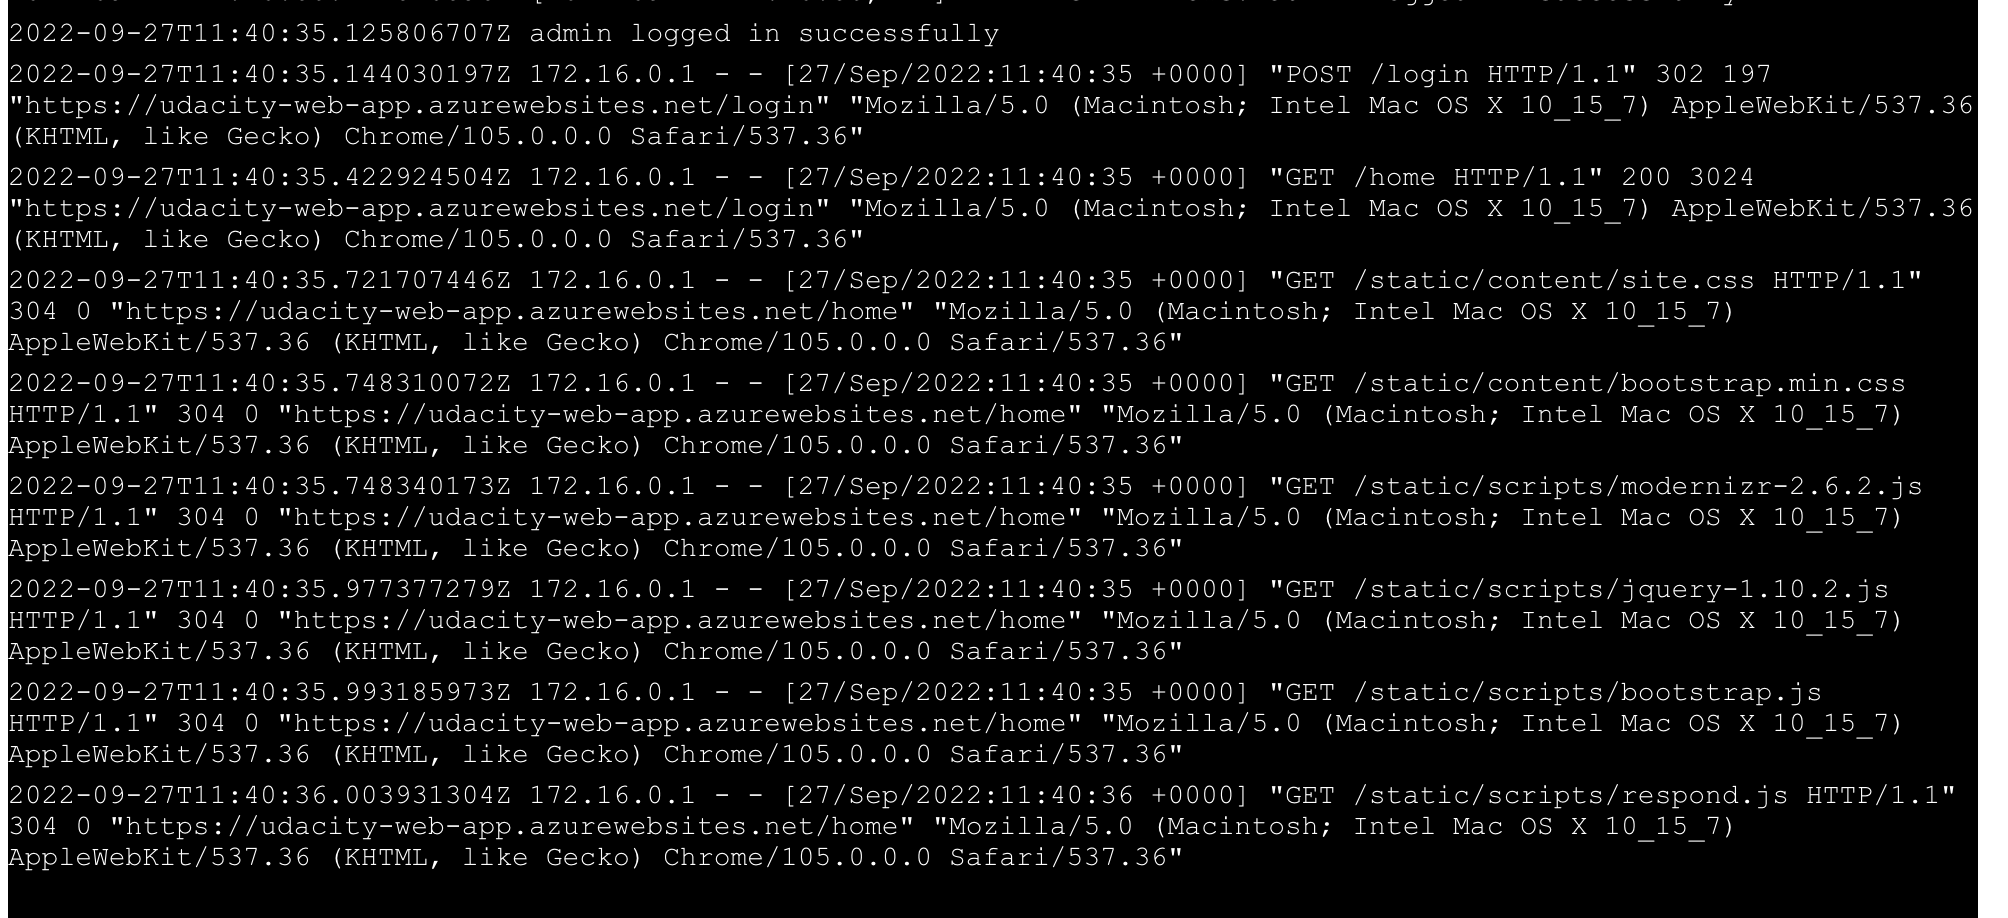 2022-09-27T11:40:35.125806707Z admin logged in successfully
2022-09-27T11:40:35.144030197Z 172.16.0.1 - - [27/Sep/2022:11:40:35 +0000] "POST /login HTTP/1.1" 302 197
"https://udacity-web-app.azurewebsites.net/login" "Mozilla/5.0 (Macintosh; Intel Mac OS X 10_15_7) AppleWebKit/537.36
(KHTML, like Gecko) Chrome/105.0.0.0 Safari/537.36"
2022-09-27T11:40:35.422924504Z 172.16.0.1 - - [27/Sep/2022:11:40:35 +0000] "GET /home HTTP/1.1" 200 3024
"https://udacity-web-app.azurewebsites.net/login" "Mozilla/5.0 (Macintosh; Intel Mac OS X 10_15_7) AppleWebKit/537.36
(KHTML, like Gecko) Chrome/105.0.0.0 Safari/537.36"
2022-09-27T11:40:35.721707446Z 172.16.0.1 - - [27/Sep/2022:11:40:35 +0000] "GET /static/content/site.css HTTP/1.1"
304 0 "https://udacity-web-app.azurewebsites.net/home" "Mozilla/5.0 (Macintosh; Intel Mac OS X 10_15_7)
AppleWebKit/537.36 (KHTML, like Gecko) Chrome/105.0.0.0 Safari/537.36"
2022-09-27T11:40:35.748310072Z 172.16.0.1 - - [27/Sep/2022:11:40:35 +0000] "GET /static/content/bootstrap.min.css
HTTP/1.1" 304 0 "https://udacity-web-app.azurewebsites.net/home" "Mozilla/5.0 (Macintosh; Intel Mac OS X 10_15_7)
AppleWebKit/537.36 (KHTML, like Gecko) Chrome/105.0.0.0 Safari/537.36"
2022-09-27T11:40:35.748340173Z 172.16.0.1 - - [27/Sep/2022:11:40:35 +0000] "GET /static/scripts/modernizr-2.6.2.js
HTTP/1.1" 304 0 "https://udacity-web-app.azurewebsites.net/home" "Mozilla/5.0 (Macintosh; Intel Mac OS X 10_15_7)
AppleWebKit/537.36 (KHTML, like Gecko) Chrome/105.0.0.0 Safari/537.36"
2022-09-27T11:40:35.977377279Z 172.16.0.1 - - [27/Sep/2022:11:40:35 +0000] "GET /static/scripts/jquery-1.10.2.js
HTTP/1.1" 304 0 "https://udacity-web-app.azurewebsites.net/home" "Mozilla/5.0 (Macintosh; Intel Mac OS X 10_15_7)
AppleWebKit/537.36 (KHTML, like Gecko) Chrome/105.0.0.0 Safari/537.36"
2022-09-27T11:40:35.993185973Z 172.16.0.1 - - [27/Sep/2022:11:40:35 +0000] "GET /static/scripts/bootstrap.js
HTTP/1.1" 304 0 "https://udacity-web-app.azurewebsites.net/home" "Mozilla/5.0 (Macintosh; Intel Mac OS X 10_15_7)
AppleWebKit/537.36 (KHTML, like Gecko) Chrome/105.0.0.0 Safari/537.36"
2022-09-27T11:40:36.003931304Z 172.16.0.1 - - [27/Sep/2022:11:40:36 +0000] "GET /static/scripts/respond.js HTTP/1.1"
304 0 "https://udacity-web-app.azurewebsites.net/home" "Mozilla/5.0 (Macintosh; Intel Mac OS X 10_15_7)
AppleWebKit/537.36 (KHTML, like Gecko) Chrome/105.0.0.0 Safari/537.36"